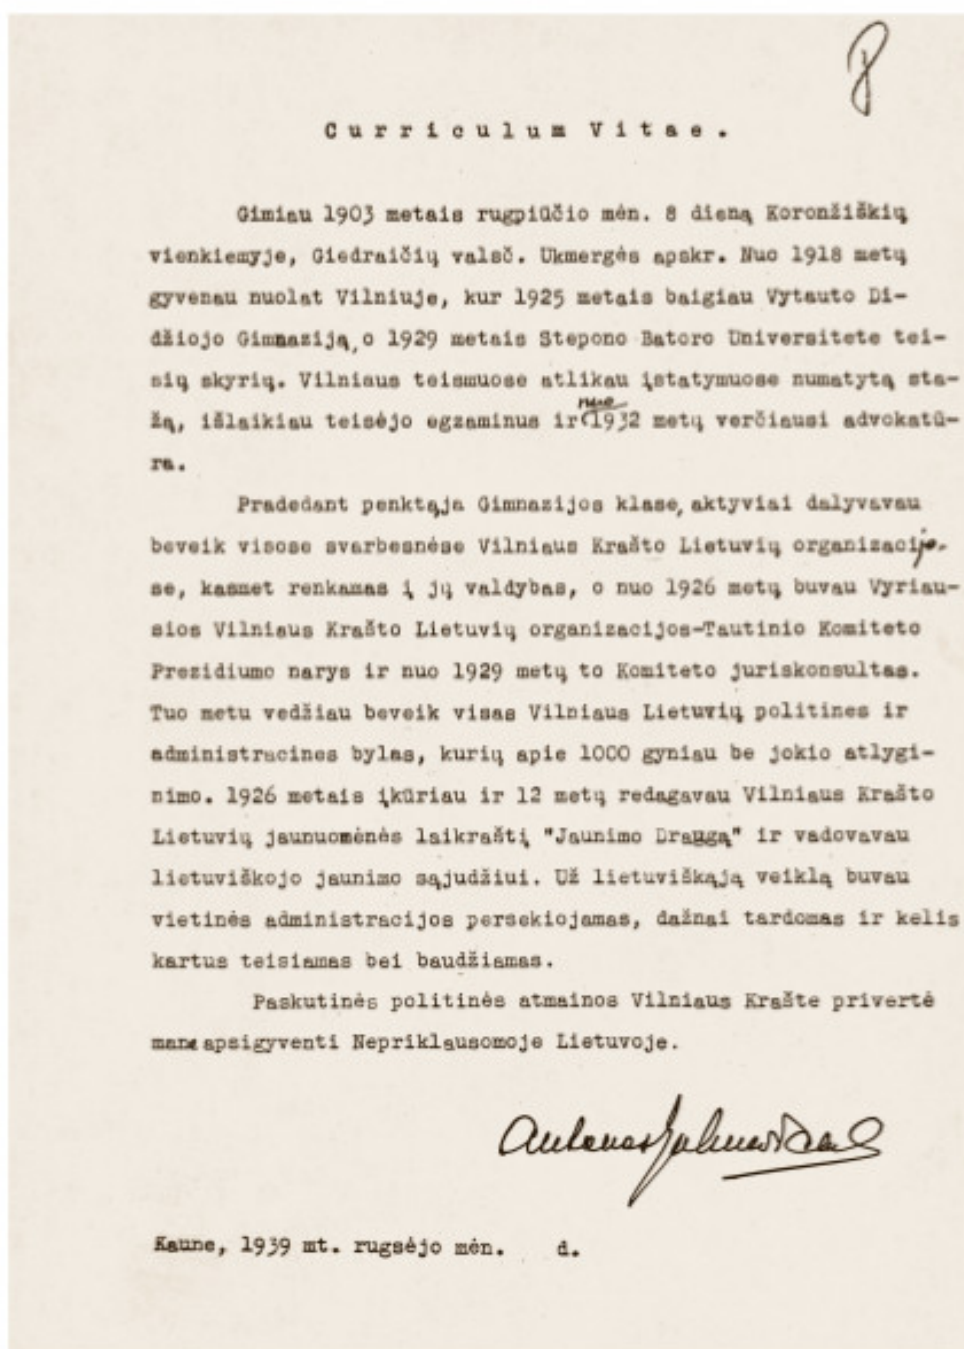 8
Curriculum Vitae.
Gimiau 1903 metais rugpiūčio mėn. 8 dieną Koronžiškių
vienkiemyje, Giedraičių valsč. Ukmergės apskr. Nuo 1918 metų
gyvenau nuolat Vilniuje, kur 1925 metais baigiau Vytauto Di-
džiojo Gimnaziją, o 1929 metais Stepono Batoro Universitete tei-
sių skyrių. Vilniaus teismuose atlikau įstatymuose numatytą sta-
žą, išlaikiau teisėjo egzaminus ir nuo 1932 metų verčiausi advokatū-
ra.
Pradedant penktąja Gimnazijos klase, aktyviai dalyvavau
beveik visose svarbesnėse Vilniaus Krašto Lietuvių organizacijo-
se, kasmet renkamas į jų valdybas, o nuo 1926 metų buvau Vyriau-
sios Vilniaus Krašto Lietuvių organizacijos-Tautinio Komiteto
Prezidiumo narys ir nuo 1929 metų to Komiteto juriskonsultas.
Tuo metu vedžiau beveik visas Vilniaus Lietuvių politines ir
administracines bylas, kurių apie 1000 gyniau be jokio atlygi-
nimo. 1926 metais įkūriau ir 12 metų redagavau Vilniaus Krašto
Lietuvių jaunuomėnės laikraštį "Jaunimo Draugą" ir vadovavau
lietuviškojo jaunimo sąjudžiui. Už lietuviškąją veiklą buvau
vietinės administracijos persekiojamas, dažnai tardomas ir kelis
kartus teisiamas bei baudžiamas.
Paskutinės politinės atmainos Vilniaus Krašte privertė
mane apsigyventi Nepriklausomoje Lietuvoje.
Antanas
Kaune, 1939 mt. rugsėjo mėn. d.